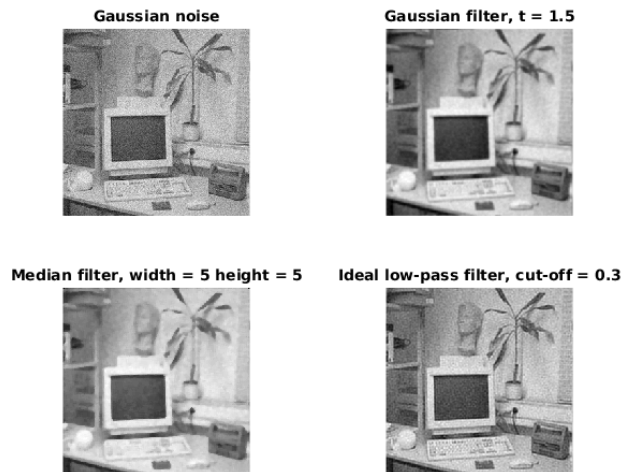 Gaussian noise
Gaussian filter, t = 1.5
Median filter, width = 5 height = 5
Ideal low-pass filter, cut-off = 0.3